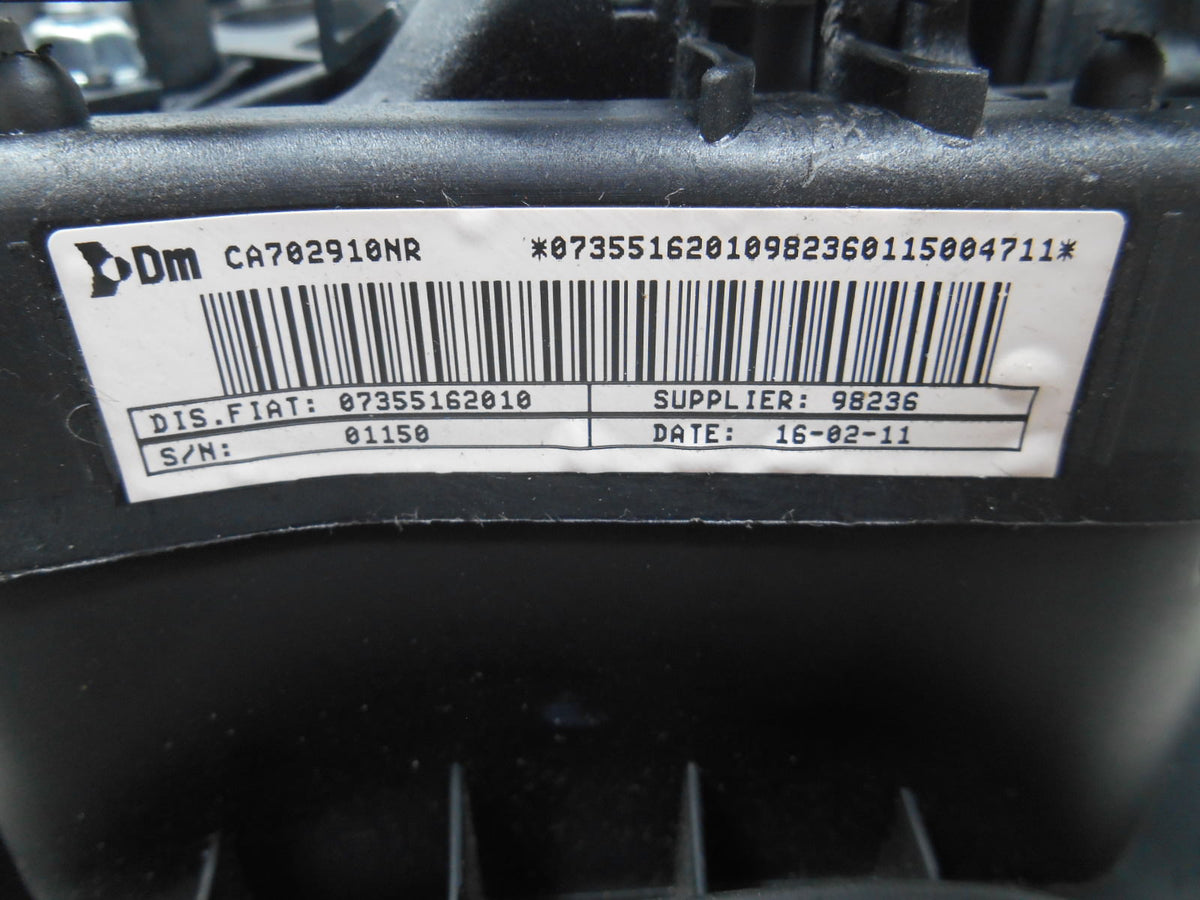 Dm CA702910NR *07355162010982360115004711*
DIS.FIAT: 07355162010 SUPPLIER: 98236
S/N: 01150 DATE: 16-02-11